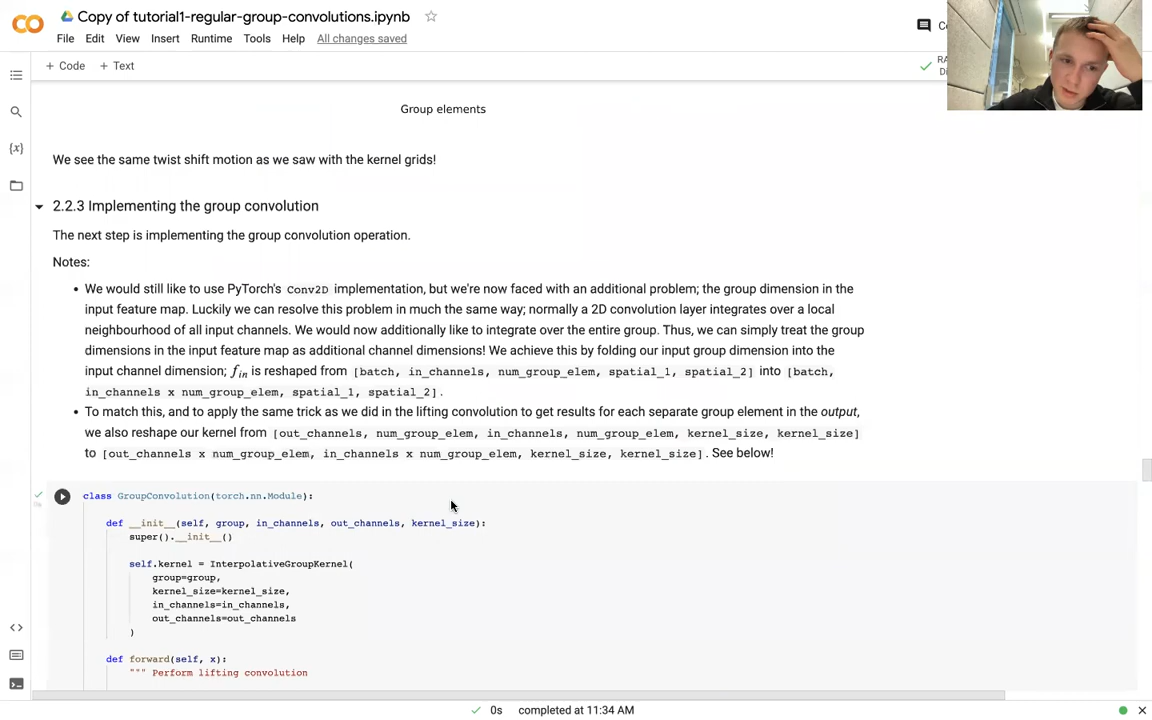 Copy of tutorial1-regular-group-convolutions.ipynb
File Edit View Insert Runtime Tools Help All changes saved
+ Code + Text
Group elements
We see the same twist shift motion as we saw with the kernel grids!
2.2.3 Implementing the group convolution
The next step is implementing the group convolution operation.
Notes:
• We would still like to use PyTorch's Conv2D implementation, but we're now faced with an additional problem; the group dimension in the
input feature map. Luckily we can resolve this problem in much the same way; normally a 2D convolution layer integrates over a local
neighbourhood of all input channels. We would now additionally like to integrate over the entire group. Thus, we can simply treat the group
dimensions in the input feature map as additional channel dimensions! We achieve this by folding our input group dimension into the
input channel dimension; f_in is reshaped from [batch, in_channels, num_group_elem, spatial_1, spatial_2] into [batch,
in_channels x num_group_elem, spatial_1, spatial_2].
• To match this, and to apply the same trick as we did in the lifting convolution to get results for each separate group element in the output,
we also reshape our kernel from [out_channels, num_group_elem, in_channels, num_group_elem, kernel_size, kernel_size]
to [out_channels x num_group_elem, in_channels x num_group_elem, kernel_size, kernel_size]. See below!
class GroupConvolution(torch.nn.Module):
def __init__(self, group, in_channels, out_channels, kernel_size):
super().__init__()
self.kernel = InterpolativeGroupKernel(
group=group,
kernel_size=kernel_size,
in_channels=in_channels,
out_channels=out_channels
)
def forward(self, x):
""" Perform lifting convolution
0s completed at 11:34 AM